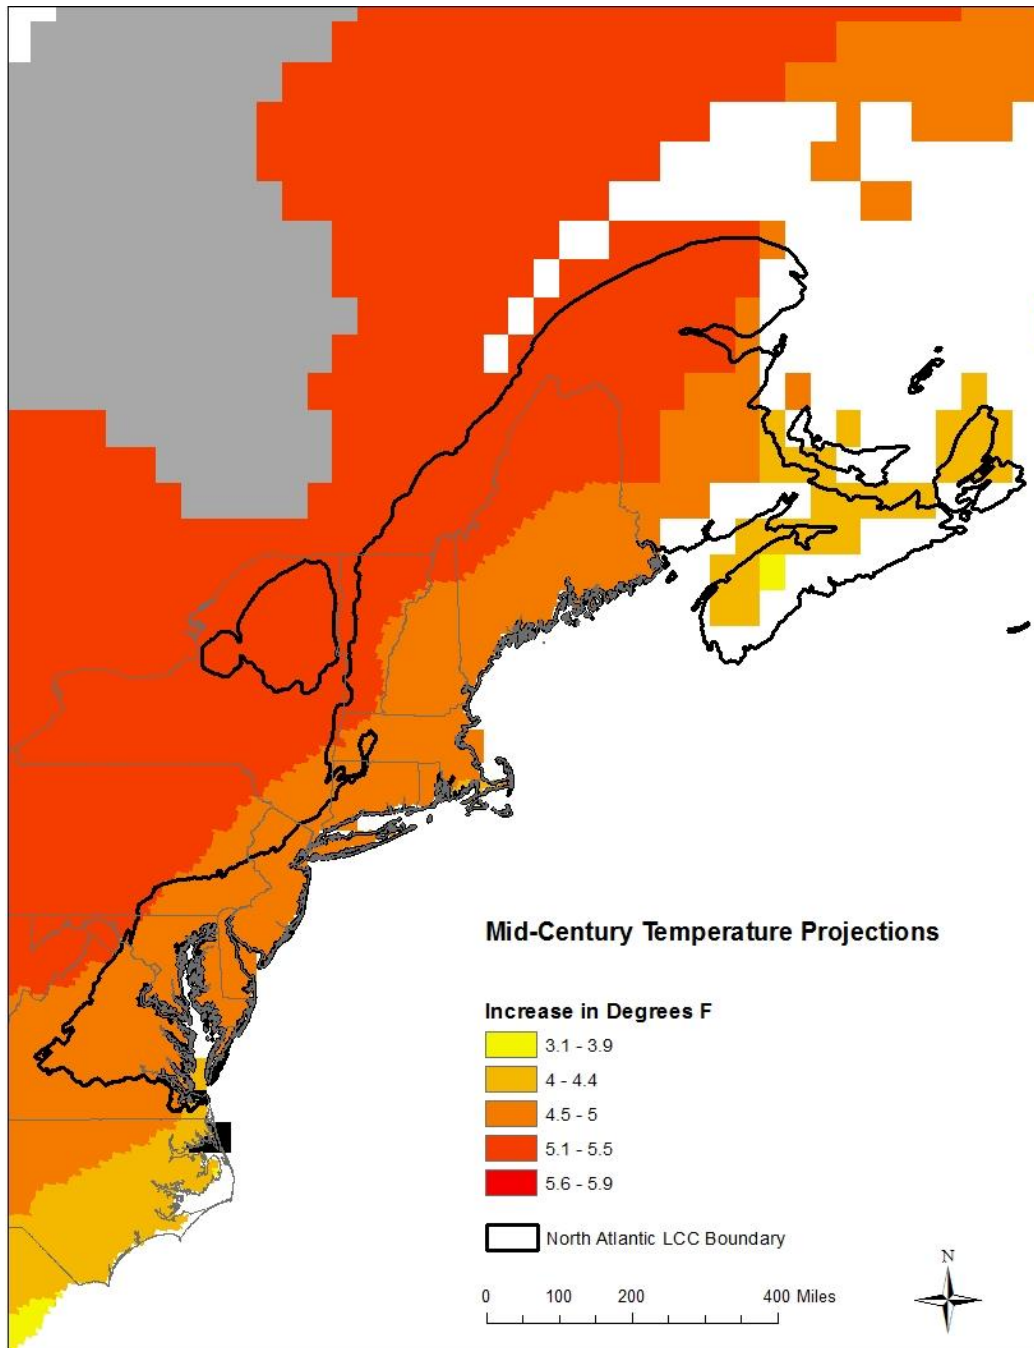 Mid-Century Temperature Projections
Increase in Degrees F
3.1 - 3.9
4 - 4.4
4.5 - 5
5.1 - 5.5
5.6 - 5.9
North Atlantic LCC Boundary
N
0 100 200 400 Miles